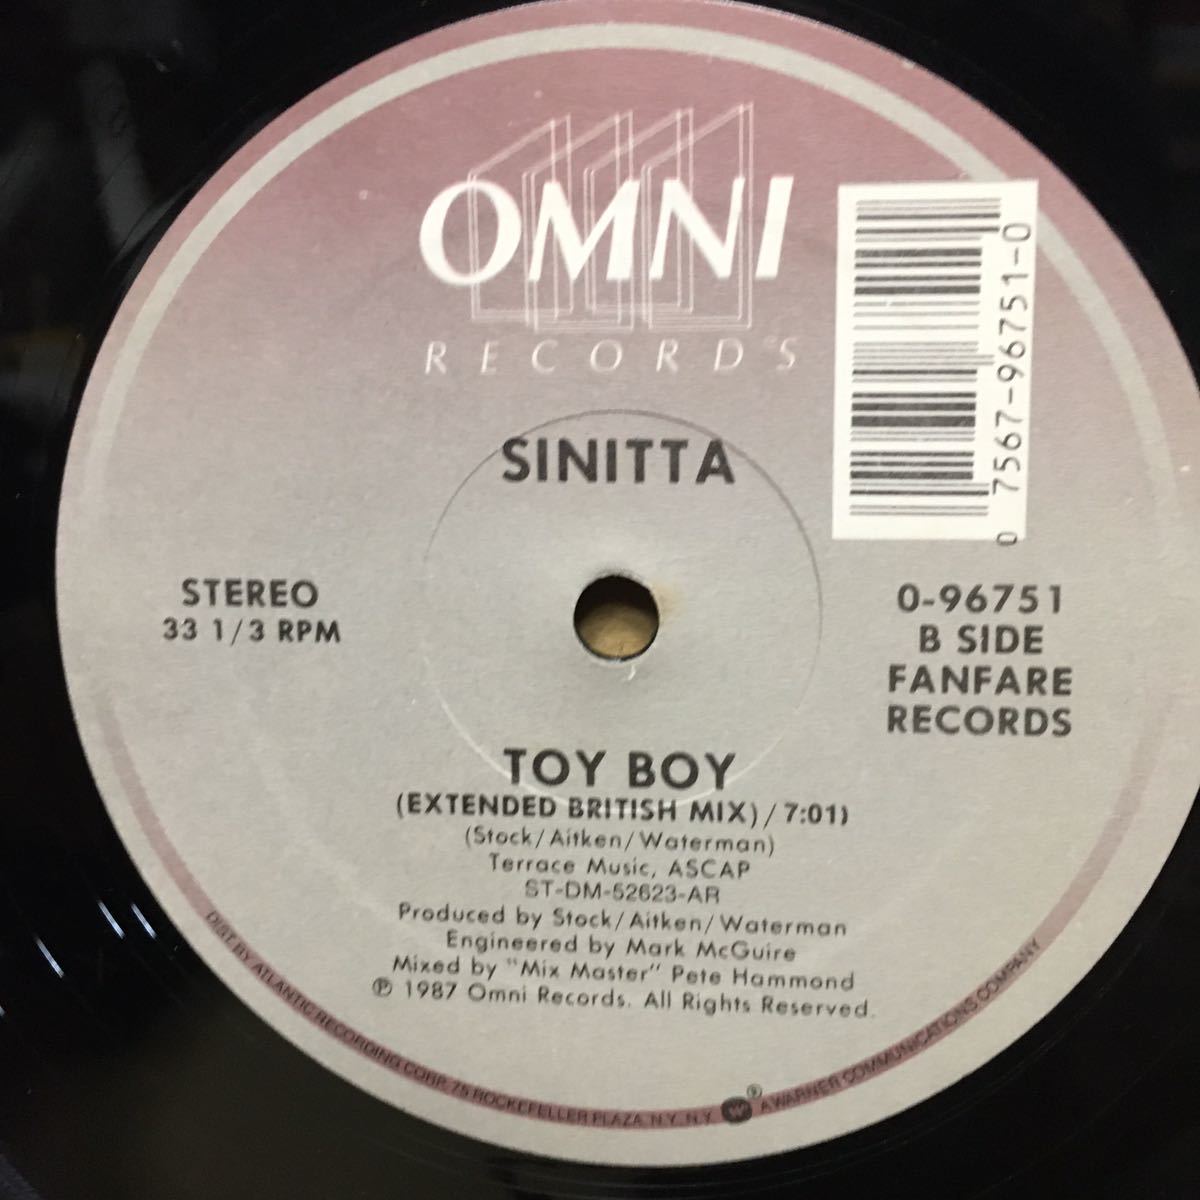 OMNI
RECORDS
0 7567-96751-0
SINITTA
STEREO
33 1/3 RPM
0-96751
B SIDE
FANFARE
RECORDS
TOY BOY
(EXTENDED BRITISH MIX) / 7:01)
(Stock/Aitken/Waterman)
Terrace Music, ASCAP
ST-DM-52623-AR
Produced by Stock/Aitken/Waterman
Engineered by Mark McGuire
Mixed by "Mix Master" Pete Hammond
℗ 1987 Omni Records. All Rights Reserved.
DIST. BY ATLANTIC RECORDING CORP. 75 ROCKEFELLER PLAZA, N.Y., N.Y. W ® A WARNER COMMUNICATIONS COMPANY